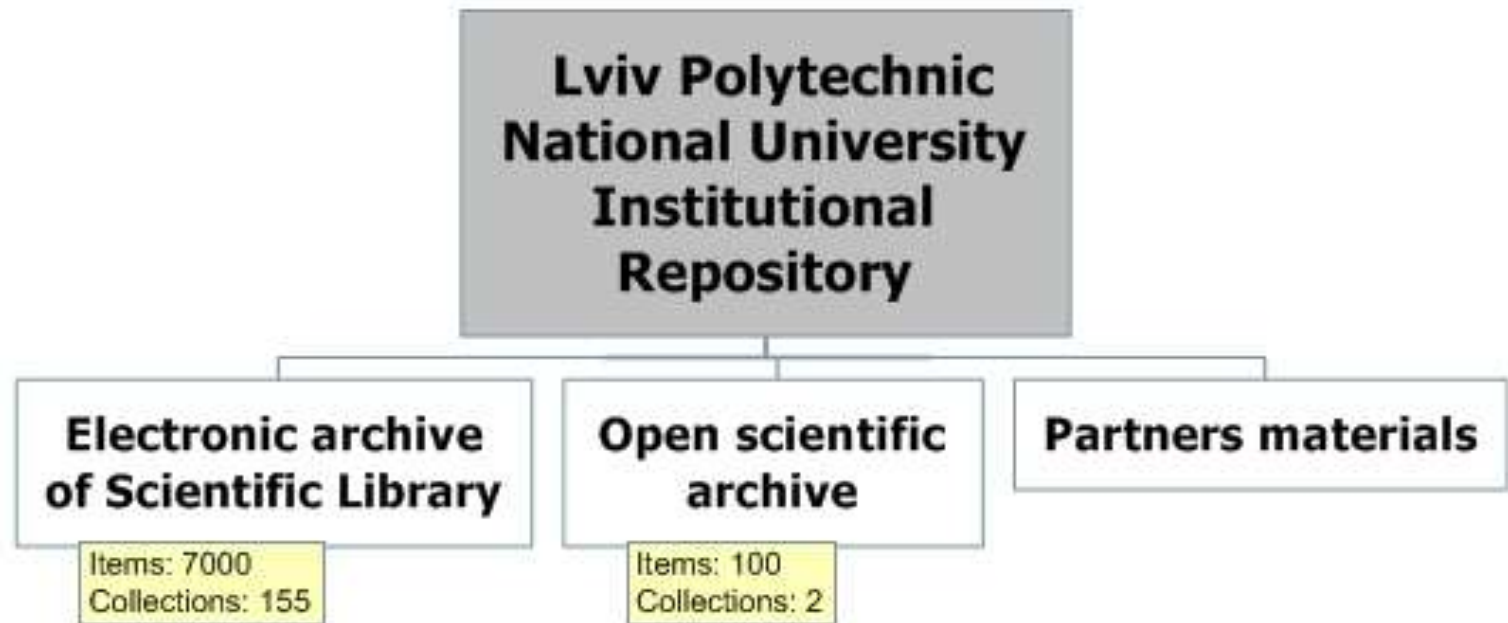 Lviv Polytechnic
National University
Institutional
Repository
Electronic archive
of Scientific Library
Items: 7000
Collections: 155
Open scientific
archive
Items: 100
Collections: 2
Partners materials